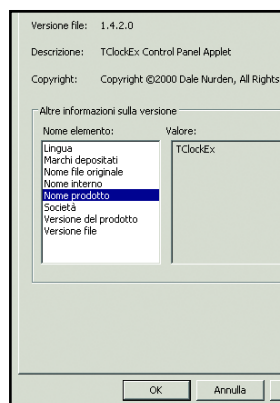 Versione file: 1.4.2.0
Descrizione: TClockEx Control Panel Applet
Copyright: Copyright ©2000 Dale Nurden, All Rights
Altre informazioni sulla versione
Nome elemento: Valore:
Lingua
Marchi depositati
Nome file originale
Nome interno
Nome prodotto
Società
Versione del prodotto
Versione file
TClockEx
OK Annulla